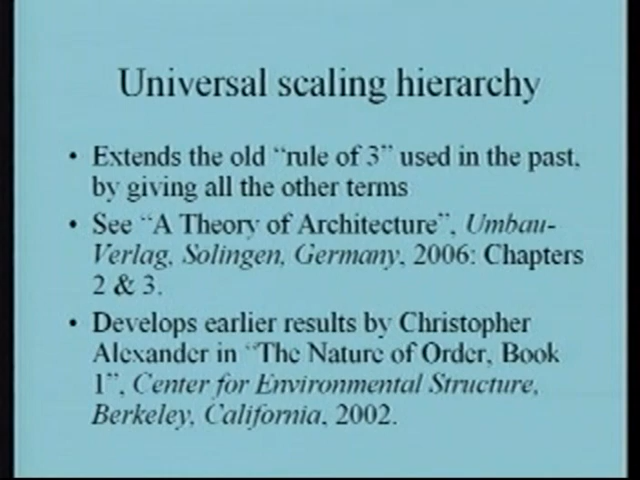 Universal scaling hierarchy
• Extends the old “rule of 3” used in the past,
by giving all the other terms
• See “A Theory of Architecture”, Umbau-
Verlag, Solingen, Germany, 2006: Chapters
2 & 3.
• Develops earlier results by Christopher
Alexander in “The Nature of Order, Book
1”, Center for Environmental Structure,
Berkeley, California, 2002.